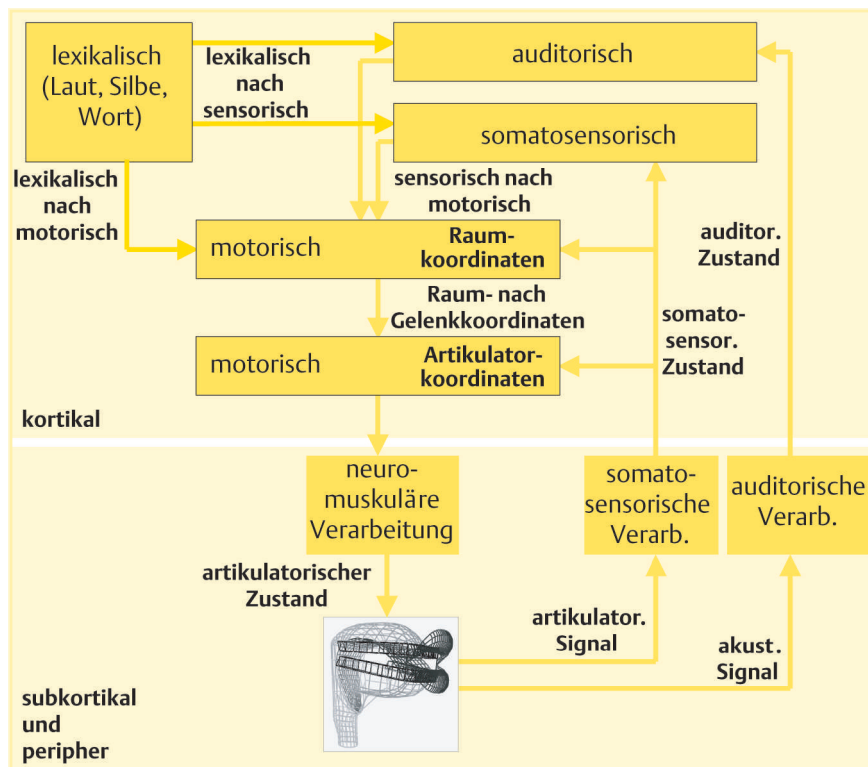 lexikalisch
(Laut, Silbe,
Wort)
lexikalisch
nach
sensorisch
auditorisch
somatosensorisch
lexikalisch
nach
motorisch
sensorisch nach
motorisch
motorisch
Raum-
koordinaten
auditor.
Zustand
Raum- nach
Gelenkkoordinaten
somato-
sensor.
Zustand
motorisch
Artikulator-
koordinaten
kortikal
neuro-
muskuläre
Verarbeitung
somato-
sensorische
Verarb.
auditorische
Verarb.
artikulatorischer
Zustand
artikulator.
Signal
akust.
Signal
subkortikal
und
peripher